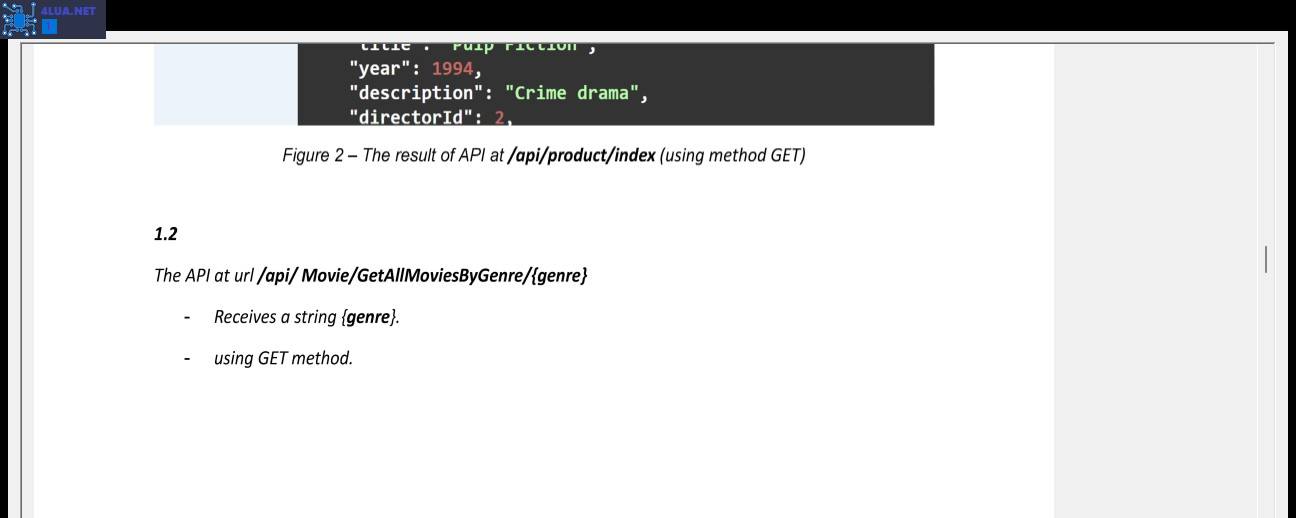 4LUA.NET
"title": "Pulp Fiction",
"year": 1994,
"description": "Crime drama",
"directorId": 2,
Figure 2 – The result of API at /api/product/index (using method GET)
1.2
The API at url /api/ Movie/GetAllMoviesByGenre/{genre}
- Receives a string {genre}.
- using GET method.